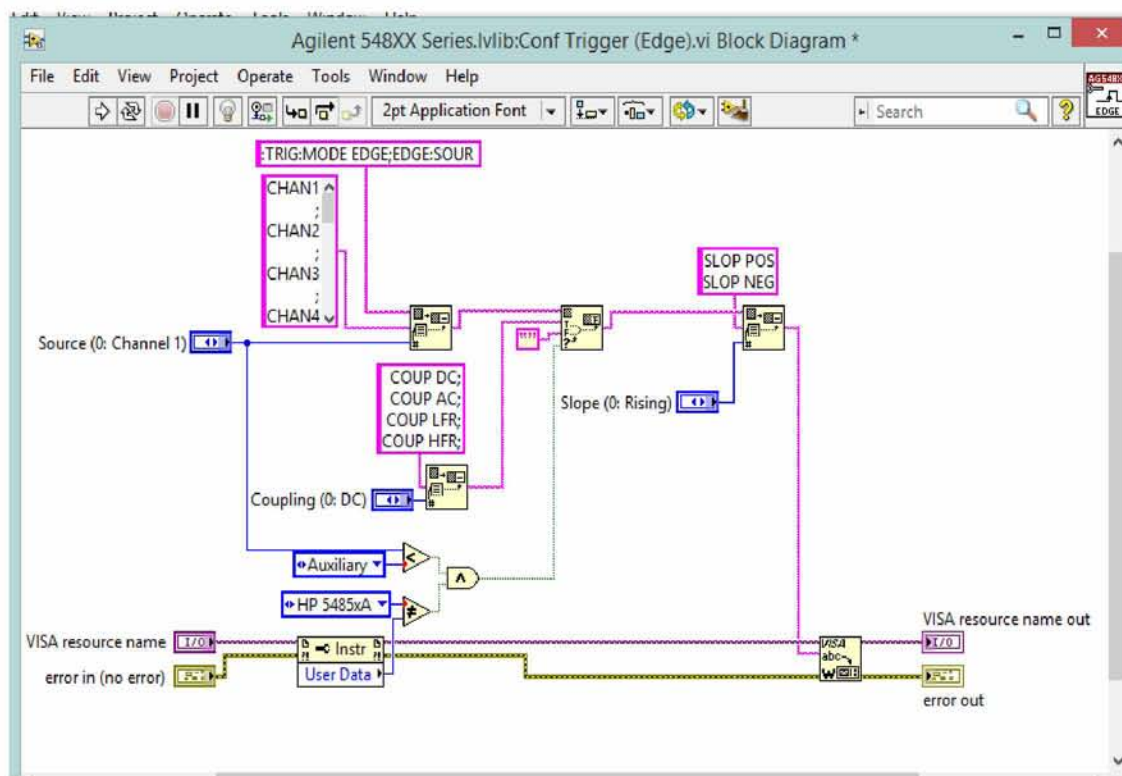 Agilent 548XX Series.lvlib:Conf Trigger (Edge).vi Block Diagram *
File Edit View Project Operate Tools Window Help
2pt Application Font
Search
EDGE
:TRIG:MODE EDGE;EDGE:SOUR
CHAN1
;
CHAN2
;
CHAN3
;
CHAN4
SLOP POS
SLOP NEG
Source (0: Channel 1)
""
COUP DC;
COUP AC;
COUP LFR;
COUP HFR;
Slope (0: Rising)
Coupling (0: DC)
Auxiliary
HP 5485xA
VISA resource name
I/O
Instr
User Data
error in (no error)
VISA
abc
W
VISA resource name out
I/O
error out